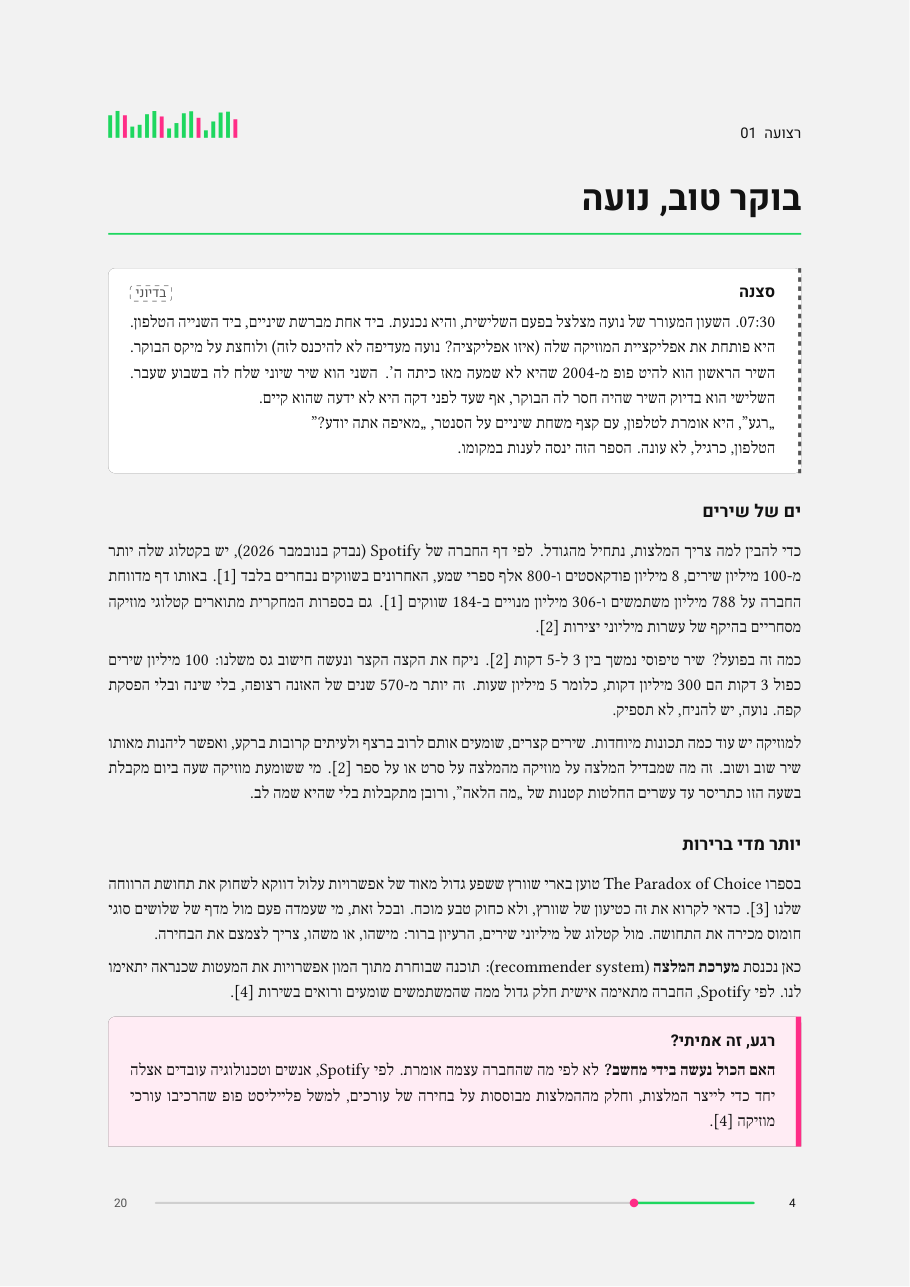 רצועה 01
בוקר טוב, נועה
סצנה
בדיוני
07:30. השעון המעורר של נועה מצלצל בפעם השלישית, והיא נכנעת. ביד אחת מברשת שיניים, ביד השנייה הטלפון.
היא פותחת את אפליקציית המוזיקה שלה (איזו אפליקציה? נועה מעדיפה לא להיכנס לזה) ולוחצת על מיקס הבוקר.
השיר הראשון הוא להיט פופ מ-2004 שהיא לא שמעה מאז כיתה ה'. השני הוא שיר שיוני שלח לה בשבוע שעבר.
השלישי הוא בדיוק השיר שהיה חסר לה הבוקר, אף שעד לפני דקה היא לא ידעה שהוא קיים.
„רגע”, היא אומרת לטלפון, עם קצף משחת שיניים על הסנטר, „מאיפה אתה יודע?”
הטלפון, כרגיל, לא עונה. הספר הזה ינסה לענות במקומו.
ים של שירים
כדי להבין למה צריך המלצות, נתחיל מהגודל. לפי דף החברה של Spotify (נבדק בנובמבר 2026), יש בקטלוג שלה יותר
מ-100 מיליון שירים, 8 מיליון פודקאסטים ו-800 אלף ספרי שמע, האחרונים בשווקים נבחרים בלבד [1]. באותו דף מדווחת
החברה על 788 מיליון משתמשים ו-306 מיליון מנויים ב-184 שווקים [1]. גם בספרות המחקרית מתוארים קטלוגי מוזיקה
מסחריים בהיקף של עשרות מיליוני יצירות [2].
כמה זה בפועל? שיר טיפוסי נמשך בין 3 ל-5 דקות [2]. ניקח את הקצה הקצר ונעשה חישוב גס משלנו: 100 מיליון שירים
כפול 3 דקות הם 300 מיליון דקות, כלומר 5 מיליון שעות. זה יותר מ-570 שנים של האזנה רצופה, בלי שינה ובלי הפסקת
קפה. נועה, יש להניח, לא תספיק.
למוזיקה יש עוד כמה תכונות מיוחדות. שירים קצרים, שומעים אותם לרוב ברצף ולעיתים קרובות ברקע, ואפשר ליהנות מאותו
שיר שוב ושוב. זה מה שמבדיל המלצה על מוזיקה מהמלצה על סרט או על ספר [2]. מי ששומעת מוזיקה שעה ביום מקבלת
בשעה הזו כתריסר עד עשרים החלטות קטנות של „מה הלאה”, ורובן מתקבלות בלי שהיא שמה לב.
יותר מדי ברירות
בספרו The Paradox of Choice טוען בארי שוורץ ששפע גדול מאוד של אפשרויות עלול דווקא לשחוק את תחושת הרווחה
שלנו [3]. כדאי לקרוא את זה כטיעון של שוורץ, ולא כחוק טבע מוכח. ובכל זאת, מי שעמדה פעם מול מדף של שלושים סוגי
חומוס מכירה את התחושה. מול קטלוג של מיליוני שירים, הרעיון ברור: מישהו, או משהו, צריך לצמצם את הבחירה.
כאן נכנסת מערכת המלצה (recommender system): תוכנה שבוחרת מתוך המון אפשרויות את המעטות שכנראה יתאימו
לנו. לפי Spotify, החברה מתאימה אישית חלק גדול ממה שהמשתמשים שומעים ורואים בשירות [4].
רגע, זה אמיתי?
האם הכול נעשה בידי מחשב? לא לפי מה שהחברה עצמה אומרת. לפי Spotify, אנשים וטכנולוגיה עובדים אצלה
יחד כדי לייצר המלצות, וחלק מההמלצות מבוססות על בחירה של עורכים, למשל פלייליסט פופ שהרכיבו עורכי
מוזיקה [4].
4
20